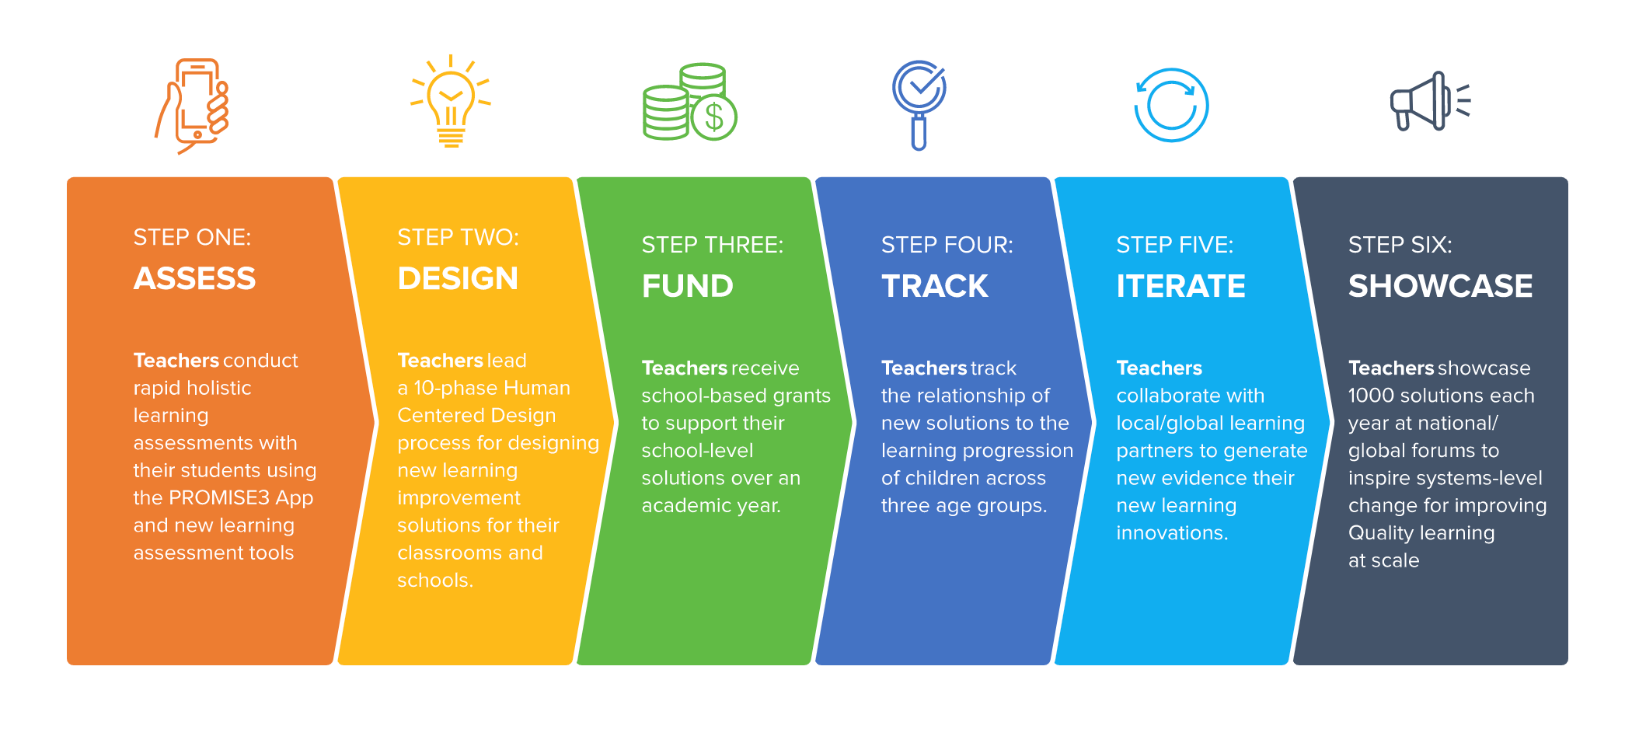 STEP ONE:
ASSESS
Teachers conduct
rapid holistic
learning
assessments with
their students using
the PROMISE3 App
and new learning
assessment tools
STEP TWO:
DESIGN
Teachers lead
a 10-phase Human
Centered Design
process for designing
new learning
improvement
solutions for their
classrooms and
schools.
STEP THREE:
FUND
Teachers receive
school-based grants
to support their
school-level
solutions over an
academic year.
STEP FOUR:
TRACK
Teachers track
the relationship of
new solutions to the
learning progression
of children across
three age groups.
STEP FIVE:
ITERATE
Teachers
collaborate with
local/global learning
partners to generate
new evidence their
new learning
innovations.
STEP SIX:
SHOWCASE
Teachers showcase
1000 solutions each
year at national/
global forums to
inspire systems-level
change for improving
Quality learning
at scale
$